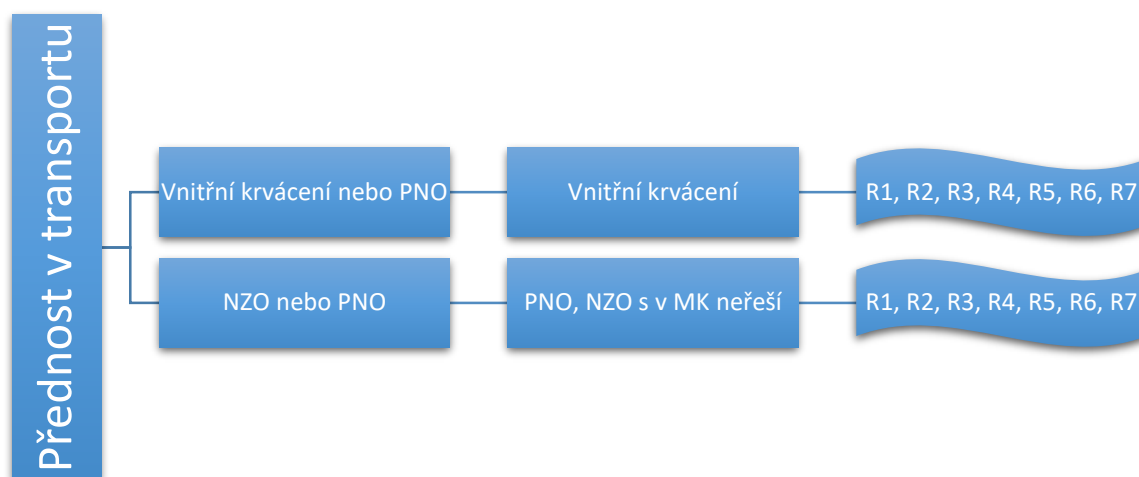 Přednost v transportu
Vnitřní krvácení nebo PNO
Vnitřní krvácení
R1, R2, R3, R4, R5, R6, R7
NZO nebo PNO
PNO, NZO s v MK neřeší
R1, R2, R3, R4, R5, R6, R7